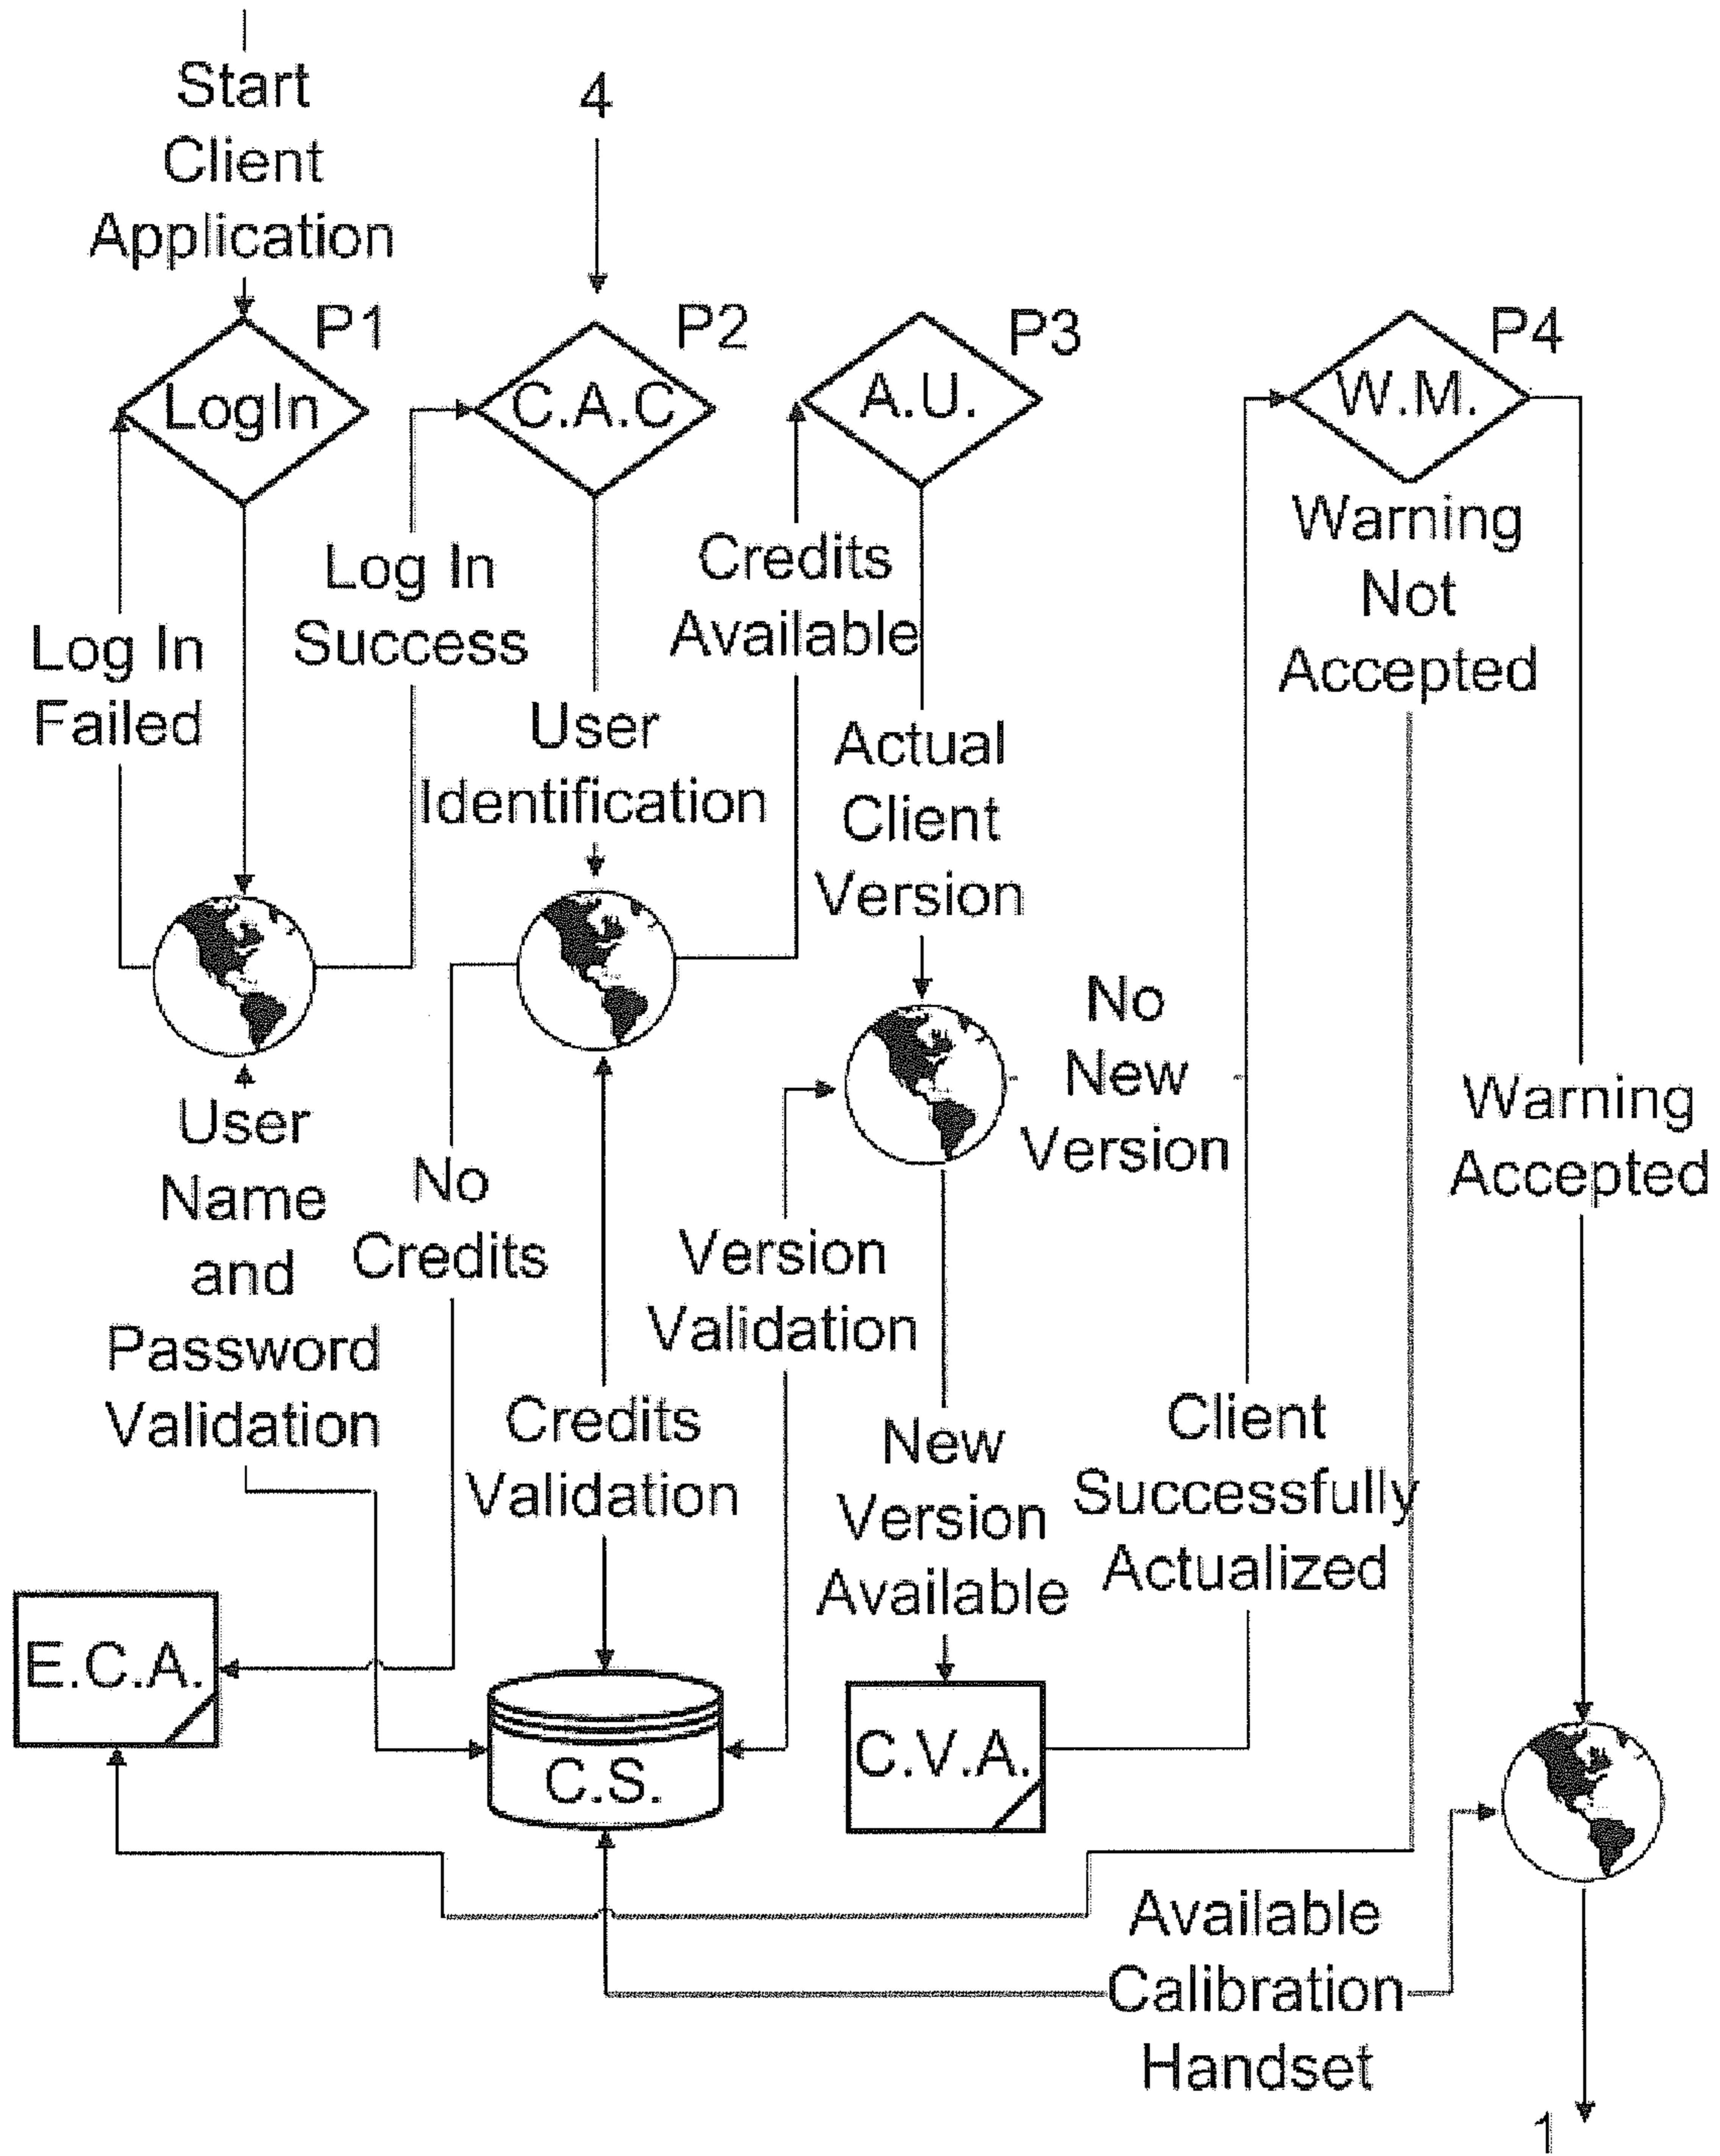 Start
Client
Application
4
P1
LogIn
P2
C.A.C
P3
A.U.
P4
W.M.
Log In
Failed
Log In
Success
User
Identification
Credits
Available
Actual
Client
Version
Warning
Not
Accepted
No
New
Version
Warning
Accepted
User
Name
and
Password
Validation
No
Credits
Credits
Validation
Version
Validation
New
Version
Available
Client
Successfully
Actualized
E.C.A.
C.S.
C.V.A.
Available
Calibration
Handset
1